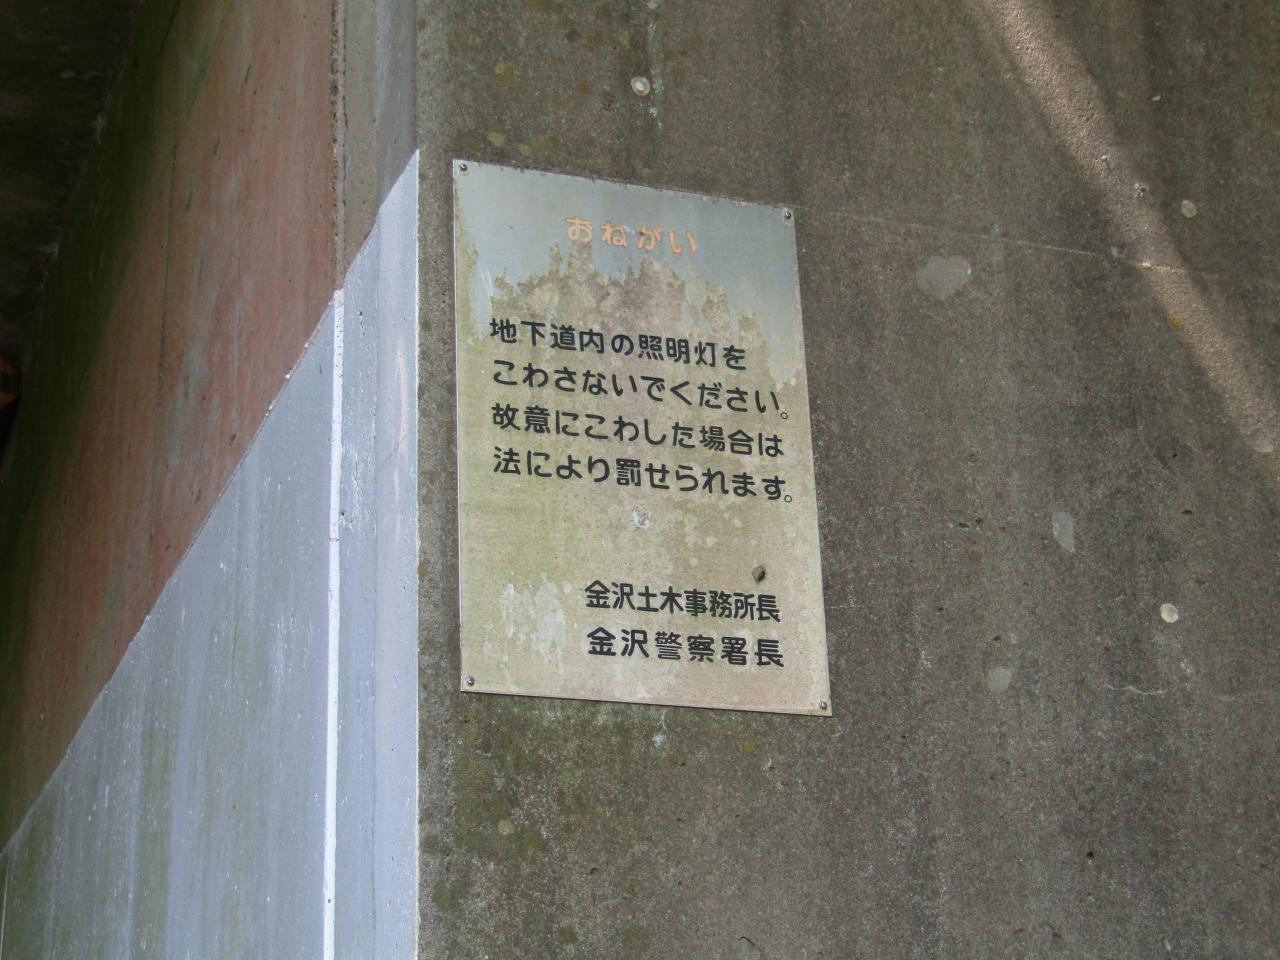 おねがい
地下道内の照明灯を
こわさないでください。
故意にこわした場合は
法により罰せられます。
金沢土木事務所長
金沢警察署長